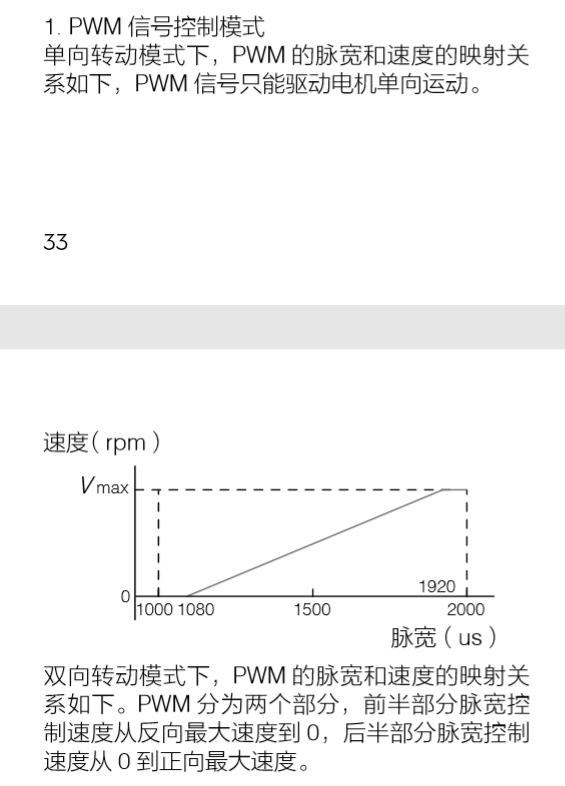 1. PWM 信号控制模式
单向转动模式下，PWM 的脉宽和速度的映射关
系如下，PWM 信号只能驱动电机单向运动。
33
速度( rpm )
Vmax
1920
0
1000 1080 1500 2000
脉宽 ( us )
双向转动模式下，PWM 的脉宽和速度的映射关
系如下。PWM 分为两个部分，前半部分脉宽控
制速度从反向最大速度到 0，后半部分脉宽控制
速度从 0 到正向最大速度。